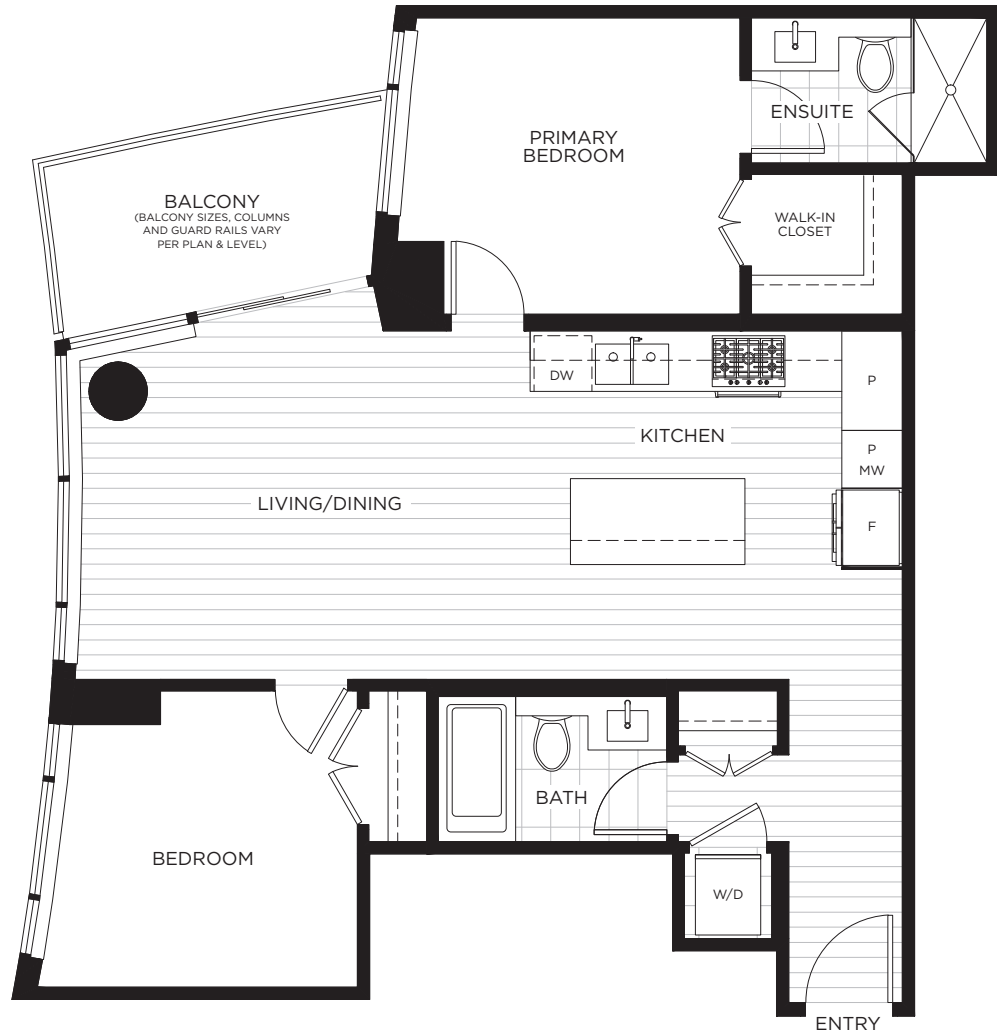 PRIMARY
BEDROOM
ENSUITE
BALCONY
(BALCONY SIZES, COLUMNS
AND GUARD RAILS VARY
PER PLAN & LEVEL)
WALK-IN
CLOSET
DW
P
KITCHEN
P
MW
LIVING/DINING
F
BATH
BEDROOM
W/D
ENTRY